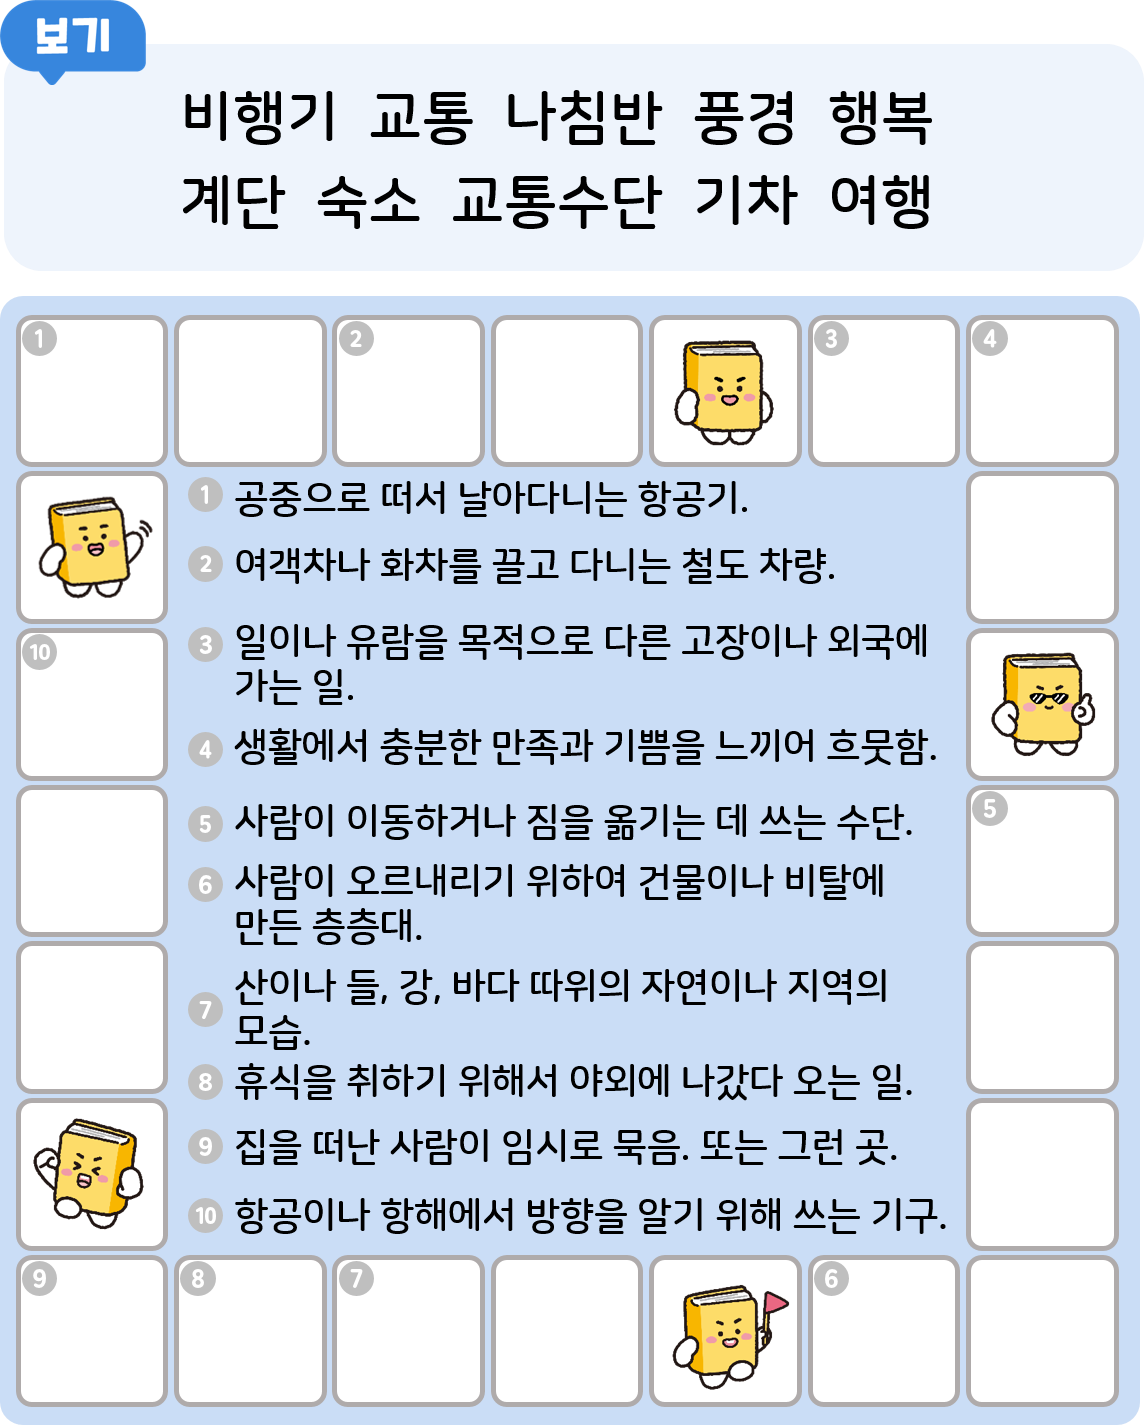 보기
비행기 교통 나침반 풍경 행복
계단 숙소 교통수단 기차 여행
1 2 3 4
1 공중으로 떠서 날아다니는 항공기.
2 여객차나 화차를 끌고 다니는 철도 차량.
10
3 일이나 유람을 목적으로 다른 고장이나 외국에
가는 일.
4 생활에서 충분한 만족과 기쁨을 느끼어 흐뭇함.
5
5 사람이 이동하거나 짐을 옮기는 데 쓰는 수단.
6 사람이 오르내리기 위하여 건물이나 비탈에
만든 층층대.
7 산이나 들, 강, 바다 따위의 자연이나 지역의
모습.
8 휴식을 취하기 위해서 야외에 나갔다 오는 일.
9 집을 떠난 사람이 임시로 묵음. 또는 그런 곳.
10 항공이나 항해에서 방향을 알기 위해 쓰는 기구.
9 8 7 6